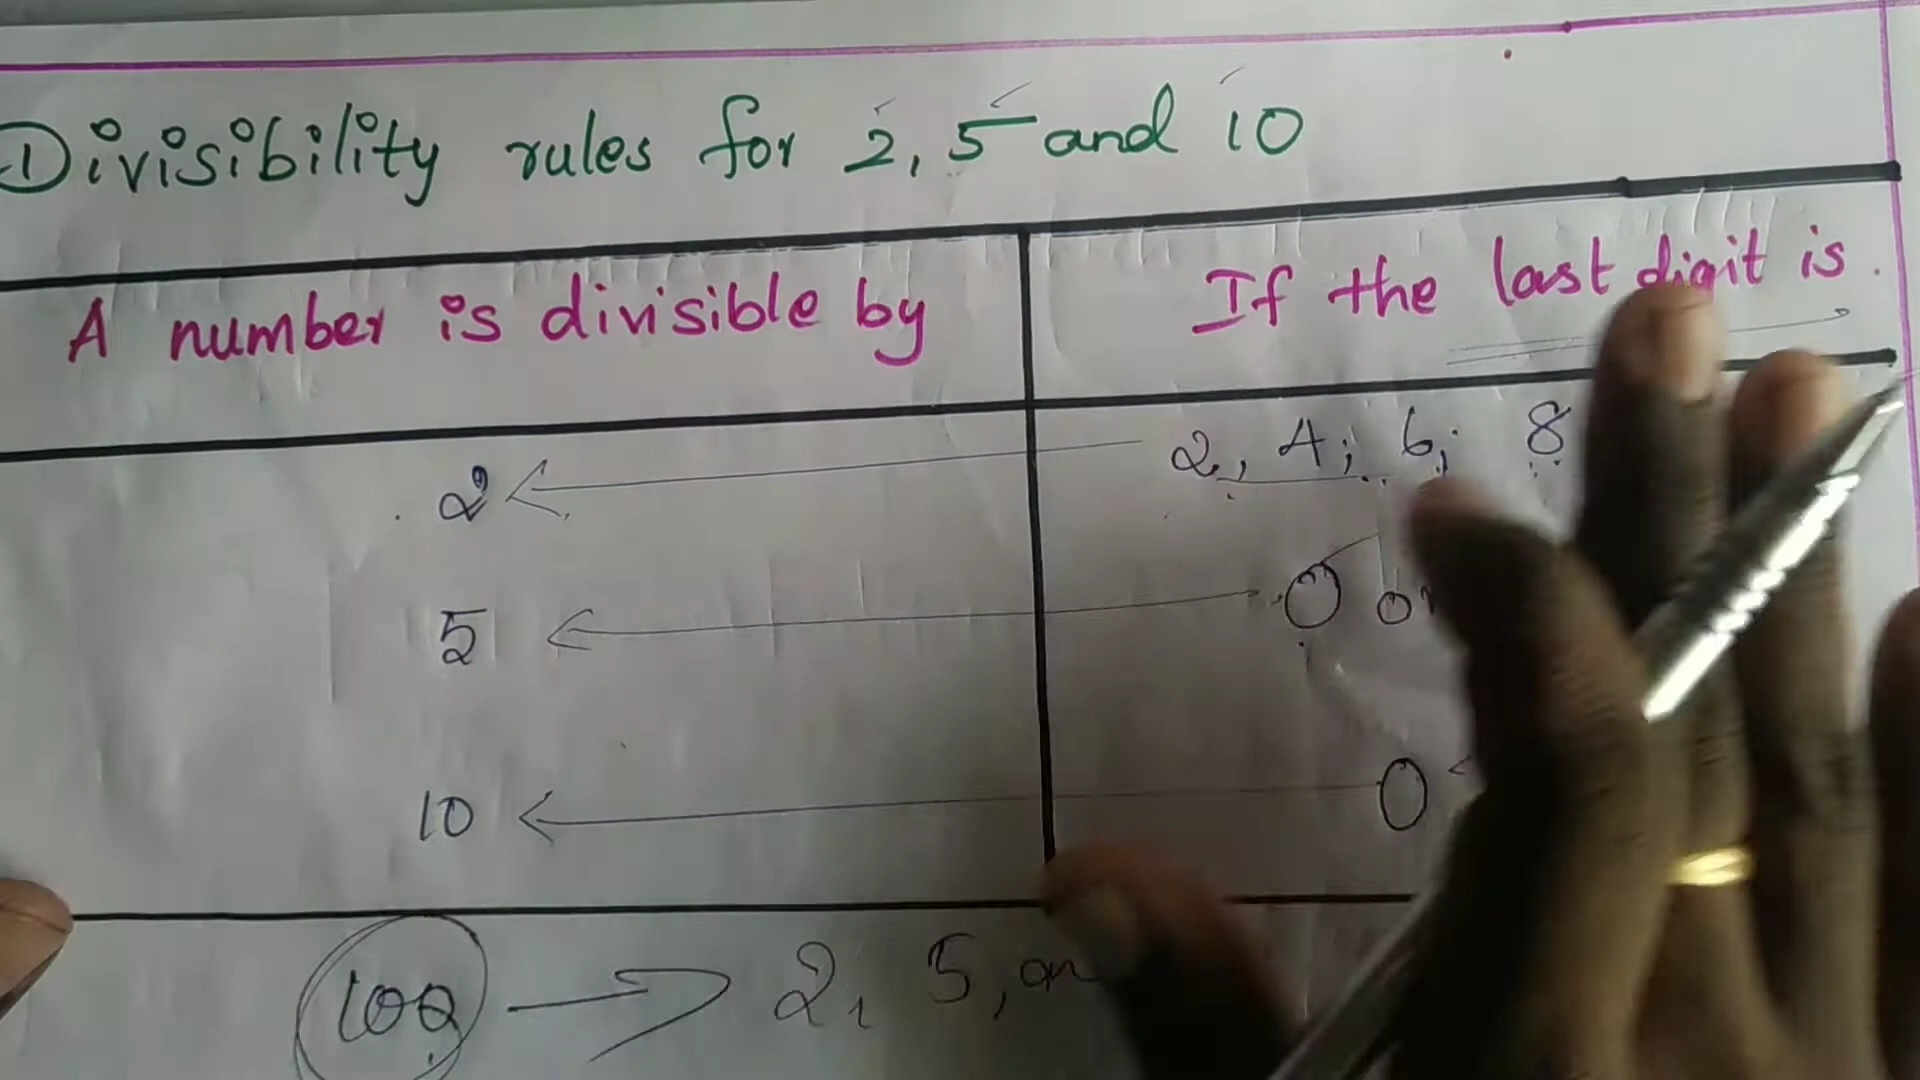 Divisibility rules for 2, 5 and 10
A number is divisible by
If the last digit is.
2
2, 4; 6; 8
5
0 or
10
0
100 → 2, 5,